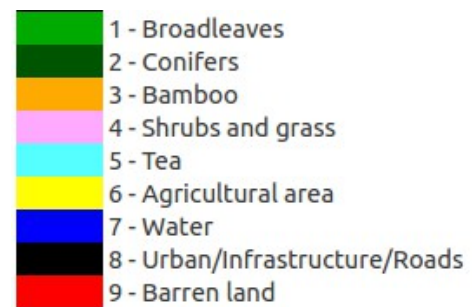 1 - Broadleaves
2 - Conifers
3 - Bamboo
4 - Shrubs and grass
5 - Tea
6 - Agricultural area
7 - Water
8 - Urban/Infrastructure/Roads
9 - Barren land